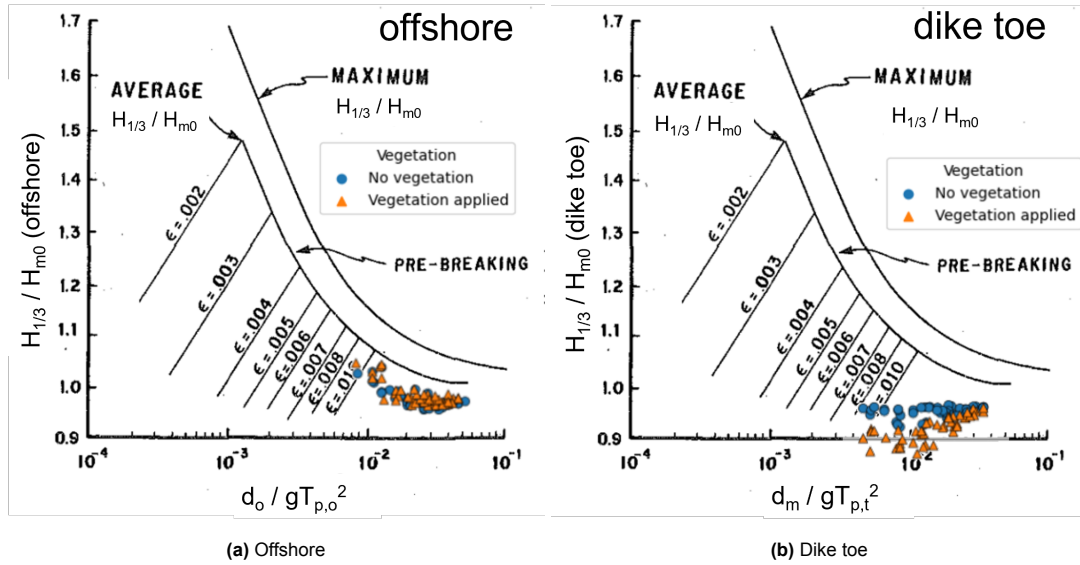 offshore
1.7
1.6
1.5
1.4
1.3
1.2
1.1
1.0
0.9
H1/3 / Hm0 (offshore)
AVERAGE
H1/3 / Hm0
MAXIMUM
H1/3 / Hm0
Vegetation
No vegetation
Vegetation applied
PRE-BREAKING
ϵ=.002
ϵ=.003
ϵ=.004
ϵ=.005
ϵ=.006
ϵ=.007
ϵ=.008
10-4
10-3
10-2
10-1
do / gTp,o2
(a) Offshore
dike toe
1.7
1.6
1.5
1.4
1.3
1.2
1.1
1.0
0.9
H1/3 / Hm0 (dike toe)
AVERAGE
H1/3 / Hm0
MAXIMUM
H1/3 / Hm0
Vegetation
No vegetation
Vegetation applied
PRE-BREAKING
ϵ=.002
ϵ=.003
ϵ=.004
ϵ=.005
ϵ=.006
ϵ=.007
ϵ=.008
ϵ=.010
10-4
10-3
10-2
10-1
dm / gTp,t2
(b) Dike toe